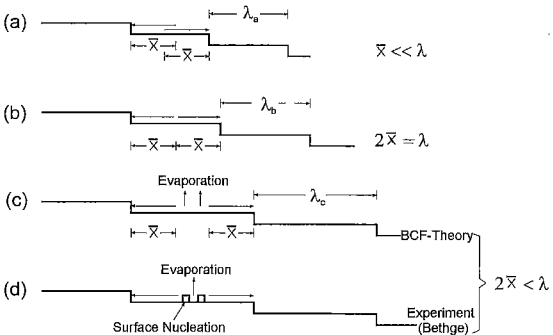 (a)
λa
x̄
x̄
x̄ << λ
(b)
λb
x̄
x̄
2x̄ = λ
Evaporation
(c)
λc
x̄
x̄
BCF-Theory
2x̄ < λ
Evaporation
(d)
Surface Nucleation
Experiment
(Bethge)